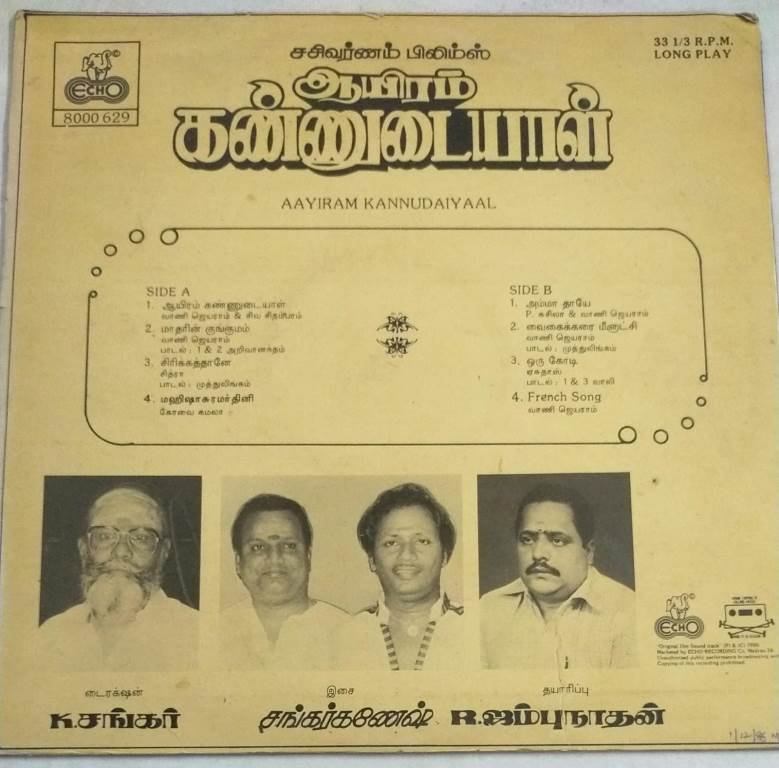 சசிவர்ணம் பிலிம்ஸ்
33 1/3 R.P.M.
LONG PLAY
ECHO
8000 629
ஆயிரம்
கண்ணுடையாள்
AAYIRAM KANNUDAIYAAL
SIDE A
1. ஆயிரம் கண்ணுடையாள்
வாணி ஜெயராம் & சிவ சிதம்பரம்
2. மாதரின் குங்குமம்
வாணி ஜெயராம்
பாடல் : 1 & 2 அறிவானந்தம்
3. சிரிக்கத்தானே
சித்ரா
பாடல் : முத்துலிங்கம்
4. மஹிஷாசுரமர்தினி
கோவை கமலா
SIDE B
1. அம்மா தாயே
P. சுசிலா & வாணி ஜெயராம்
2. வைகைக்கரை மீனாட்சி
வாணி ஜெயராம்
பாடல் : முத்துலிங்கம்
3. ஒரு கோடி
ஏசுதாஸ்
பாடல் : 1 & 3 வாலி
4. French Song
வாணி ஜெயராம்
ECHO
டைரக்‌ஷன்
K.சங்கர்
இசை
சங்கர்கணேஷ்
தயாரிப்பு
R.ஜம்புநாதன்